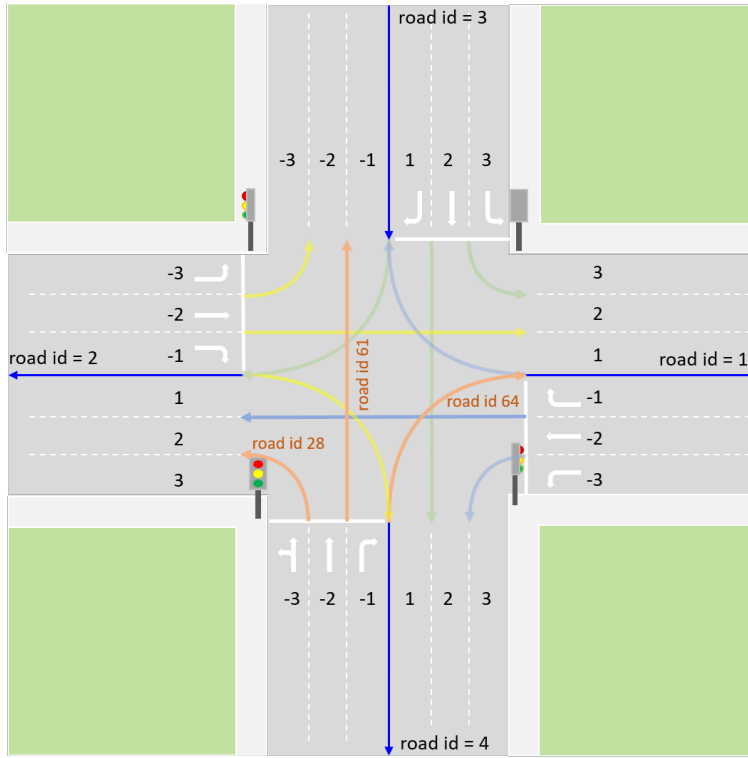 road id = 3
-3 -2 -1 1 2 3
-3 3
-2 2
road id = 2 -1 1 road id = 1
road id 61
1 road id 64 -1
2 road id 28 -2
3 -3
-3 -2 -1 1 2 3
road id = 4